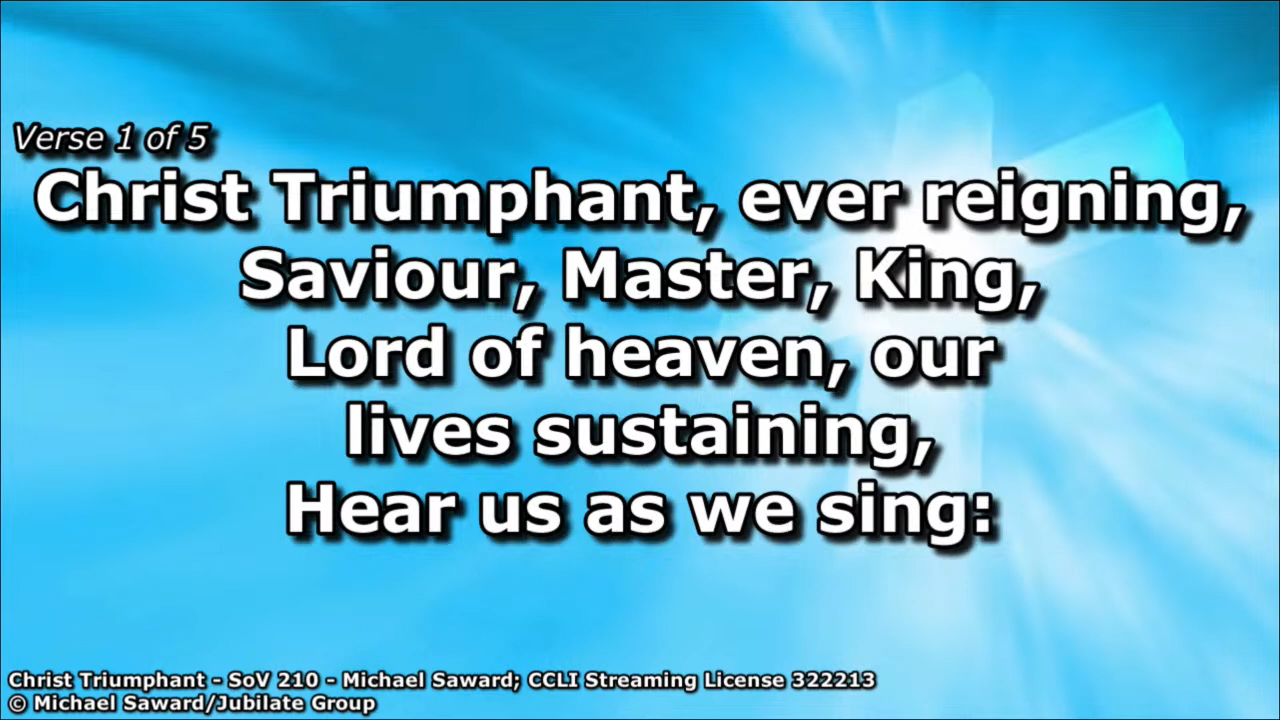 Verse 1 of 5
Christ Triumphant, ever reigning,
Saviour, Master, King,
Lord of heaven, our
lives sustaining,
Hear us as we sing:
Christ Triumphant - SoV 210 - Michael Saward; CCLI Streaming License 322213
© Michael Saward/Jubilate Group